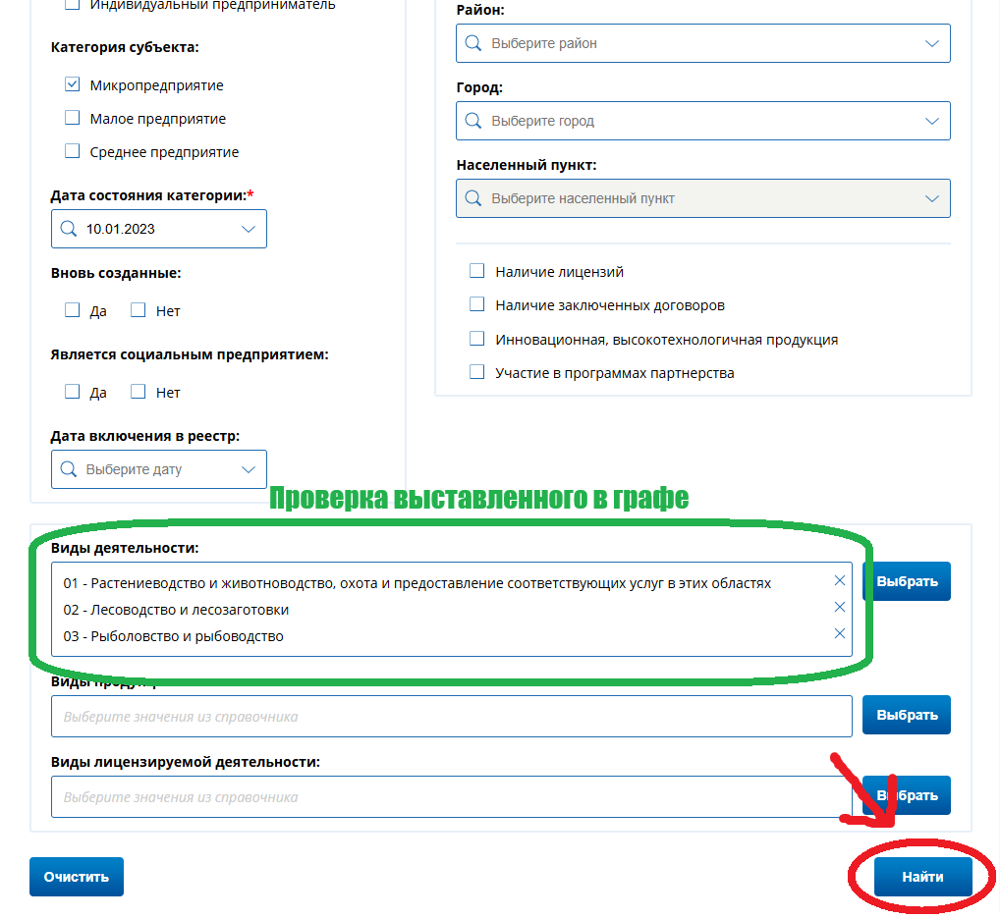 Индивидуальный предприниматель
Категория субъекта:
Микропредприятие
Малое предприятие
Среднее предприятие
Дата состояния категории:*
10.01.2023
Вновь созданные:
Да Нет
Является социальным предприятием:
Да Нет
Дата включения в реестр:
Выберите дату
Район:
Выберите район
Город:
Выберите город
Населенный пункт:
Выберите населенный пункт
Наличие лицензий
Наличие заключенных договоров
Инновационная, высокотехнологичная продукция
Участие в программах партнерства
Проверка выставленного в графе
Виды деятельности:
01 - Растениеводство и животноводство, охота и предоставление соответствующих услуг в этих областях
02 - Лесоводство и лесозаготовки
03 - Рыболовство и рыбоводство
Выбрать
Виды
Выберите значения из справочника
Выбрать
Виды лицензируемой деятельности:
Выберите значения из справочника
Выбрать
Очистить
Найти